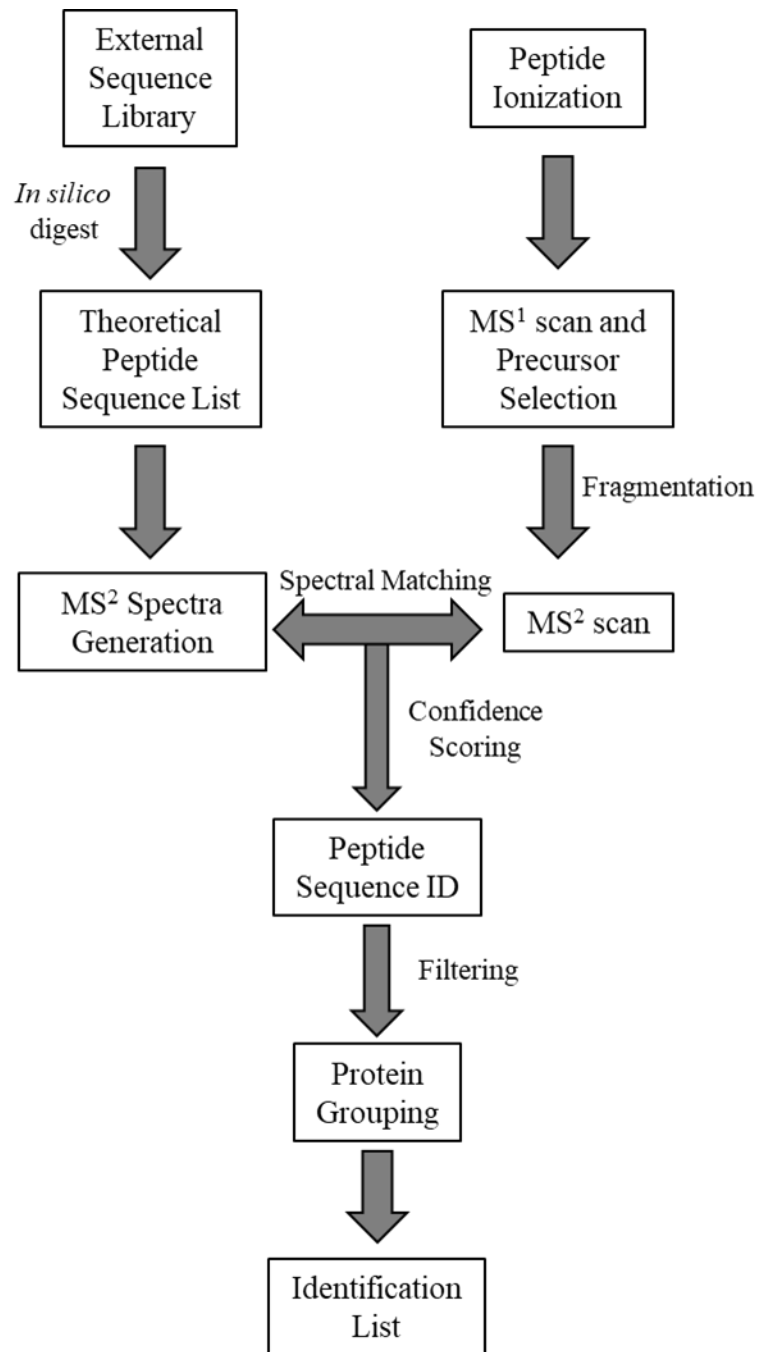 External
Sequence
Library
Peptide
Ionization
In silico
digest
Theoretical
Peptide
Sequence List
MS¹ scan and
Precursor
Selection
Fragmentation
MS² Spectra
Generation
Spectral Matching
MS² scan
Confidence
Scoring
Peptide
Sequence ID
Filtering
Protein
Grouping
Identification
List